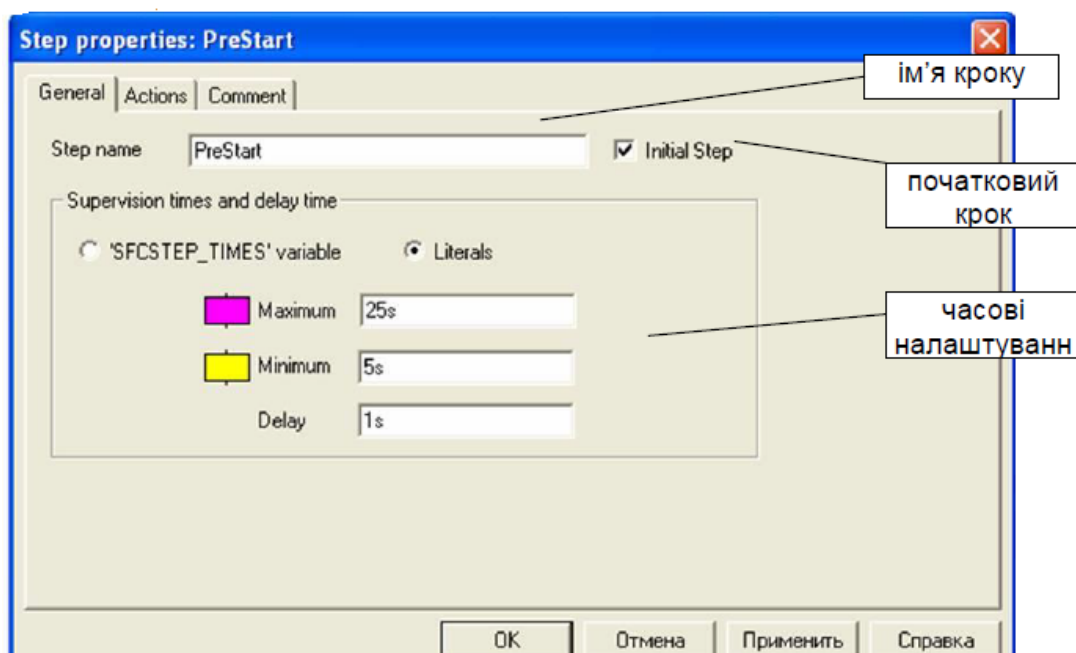 Step properties: PreStart
ім’я кроку
General Actions Comment
Step name PreStart Initial Step
початковий
крок
Supervision times and delay time
'SFCSTEP_TIMES' variable Literals
Maximum 25s
часові
налаштуванн
Minimum 5s
Delay 1s
OK Отмена Применить Справка